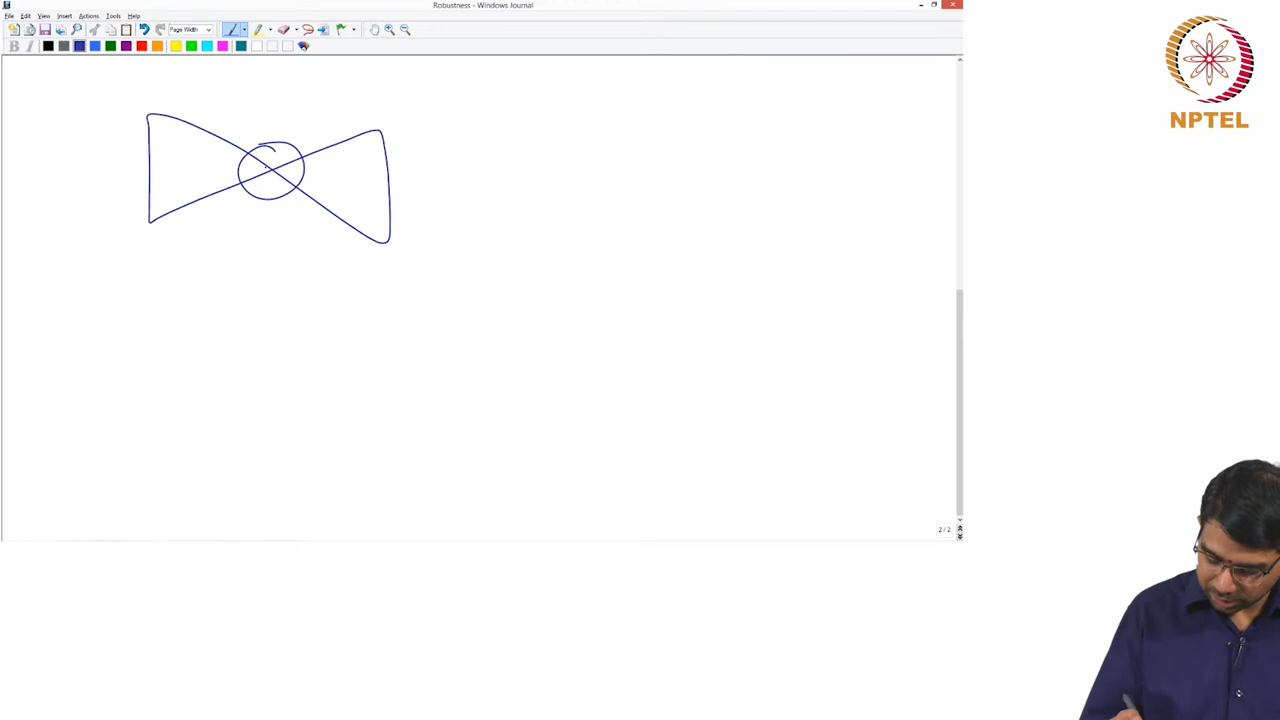 Robustness - Windows Journal
File Edit View Insert Actions Tools Help
Page Width
B I
2 / 2
NPTEL